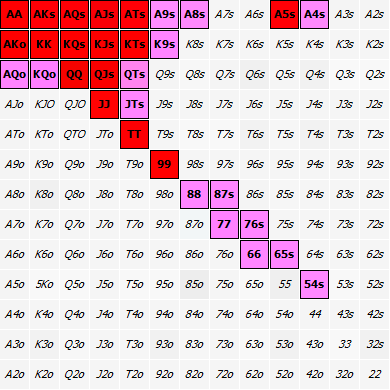 AA AKs AQs AJs ATs A9s A8s A7s A6s A5s A4s A3s A2s
AKo KK KQs KJs KTs K9s K8s K7s K6s K5s K4s K3s K2s
AQo KQo QQ QJs QTs Q9s Q8s Q7s Q6s Q5s Q4s Q3s Q2s
AJo KJO QJO JJ JTs J9s J8s J7s J6s J5s J4s J3s J2s
ATo KTo QTO JTo TT T9s T8s T7s T6s T5s T4s T3s T2s
A9o K9o Q9o J9o T9o 99 98s 97s 96s 95s 94s 93s 92s
A8o K8o Q8o J8o T8o 98o 88 87s 86s 85s 84s 83s 82s
A7o K7o Q7o J7o T7o 97o 87o 77 76s 75s 74s 73s 72s
A6o K6o Q6o J6o T6o 96o 86o 76o 66 65s 64s 63s 62s
A5o 5Ko Q5o J5o T5o 95o 85o 75o 65o 55 54s 53s 52s
A4o K4o Q4o J4o T4o 94o 84o 74o 64o 54o 44 43s 42s
A3o K3o Q3o J3o T3o 93o 83o 73o 63o 53o 43o 33 32s
A2o K2o Q2o J2o T2o 92o 82o 72o 62o 52o 42o 32o 22